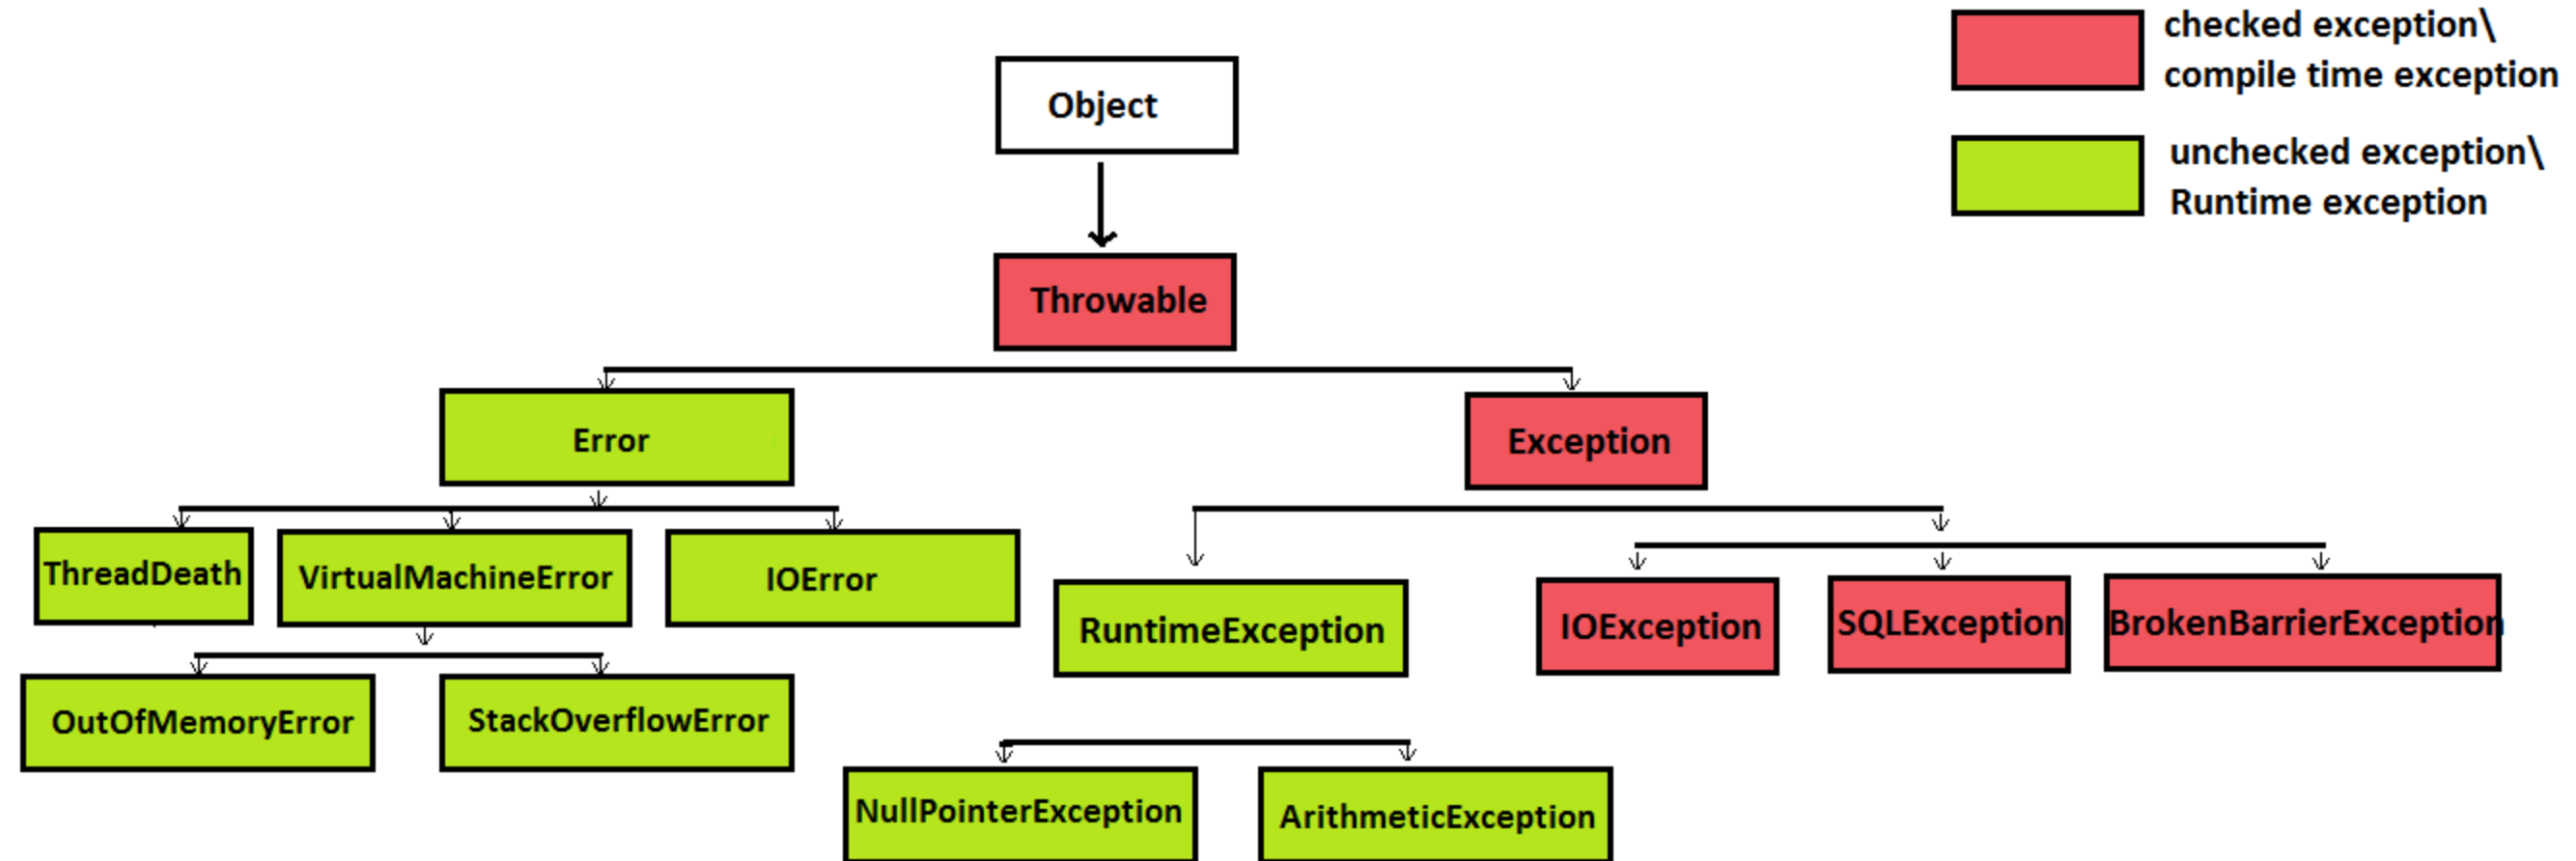 checked exception\
compile time exception
unchecked exception\
Runtime exception
Object
Throwable
Error
Exception
ThreadDeath
VirtualMachineError
IOError
RuntimeException
IOException
SQLException
BrokenBarrierException
OutOfMemoryError
StackOverflowError
NullPointerException
ArithmeticException